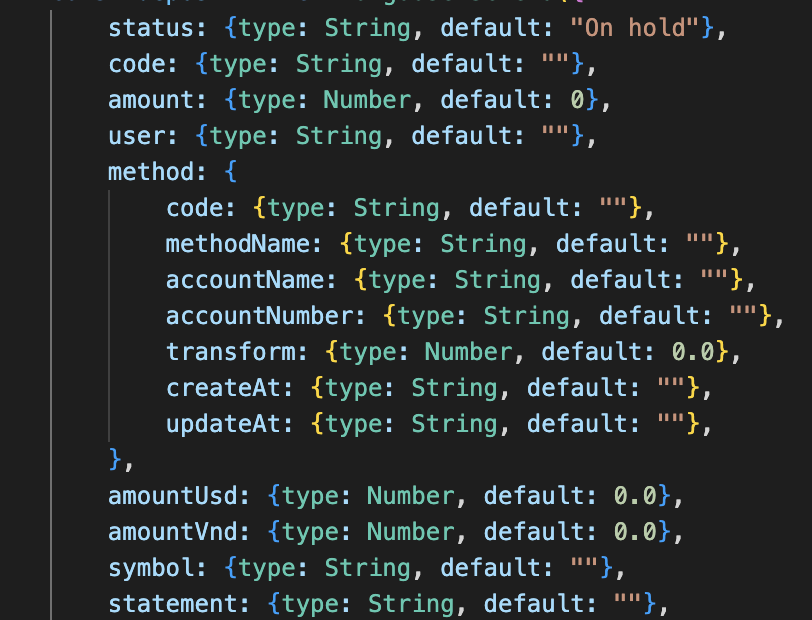 status: {type: String, default: "On hold"},
code: {type: String, default: ""},
amount: {type: Number, default: 0},
user: {type: String, default: ""},
method: {
code: {type: String, default: ""},
methodName: {type: String, default: ""},
accountName: {type: String, default: ""},
accountNumber: {type: String, default: ""},
transform: {type: Number, default: 0.0},
createAt: {type: String, default: ""},
updateAt: {type: String, default: ""},
},
amountUsd: {type: Number, default: 0.0},
amountVnd: {type: Number, default: 0.0},
symbol: {type: String, default: ""},
statement: {type: String, default: ""},